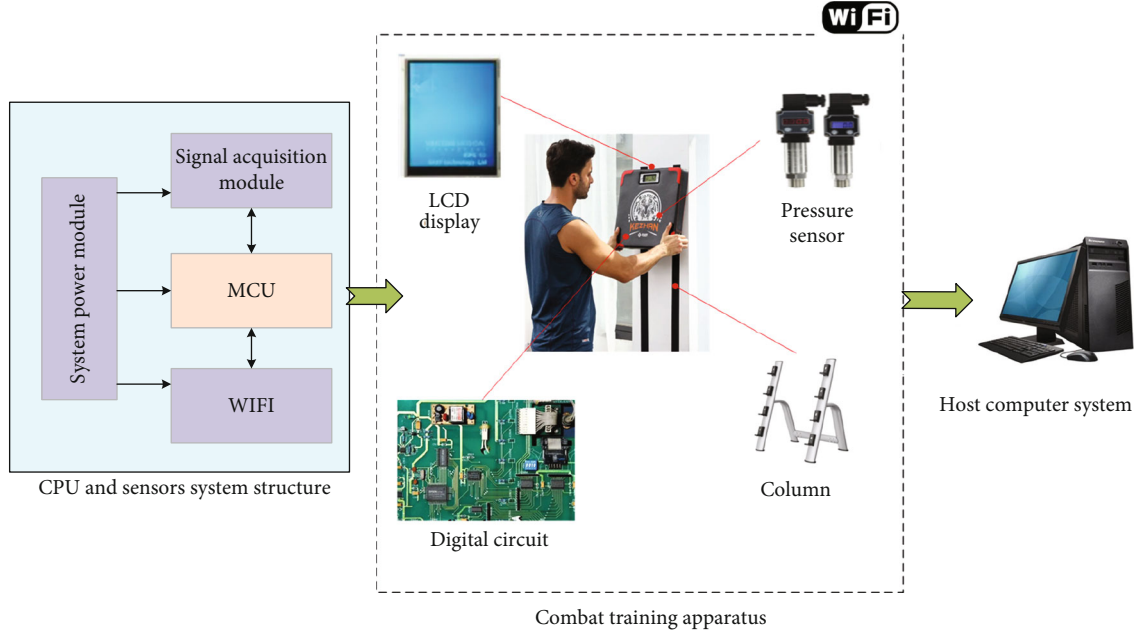 WiFi
Signal acquisition
module
System power module
MCU
WIFI
CPU and sensors system structure
LCD
display
Pressure
sensor
KEZHAN
Digital circuit
Column
Host computer system
Combat training apparatus